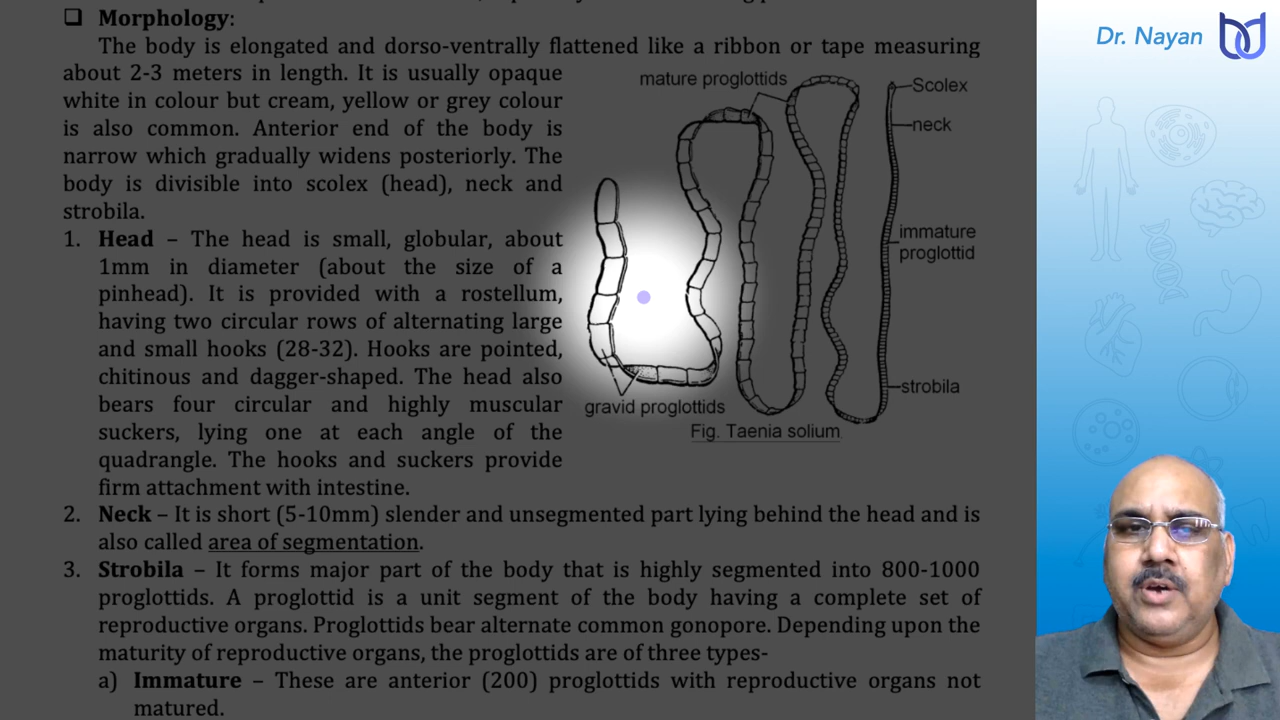 ❑ Morphology:
The body is elongated and dorso-ventrally flattened like a ribbon or tape measuring
about 2-3 meters in length. It is usually opaque
white in colour but cream, yellow or grey colour
is also common. Anterior end of the body is
narrow which gradually widens posteriorly. The
body is divisible into scolex (head), neck and
strobila.
1. Head – The head is small, globular, about
1mm in diameter (about the size of a
pinhead). It is provided with a rostellum,
having two circular rows of alternating large
and small hooks (28-32). Hooks are pointed,
chitinous and dagger-shaped. The head also
bears four circular and highly muscular
suckers, lying one at each angle of the
quadrangle. The hooks and suckers provide
firm attachment with intestine.
mature proglottids
Scolex
neck
immature
proglottid
strobila
gravid proglottids
Fig. Taenia solium
2. Neck – It is short (5-10mm) slender and unsegmented part lying behind the head and is
also called area of segmentation.
3. Strobila – It forms major part of the body that is highly segmented into 800-1000
proglottids. A proglottid is a unit segment of the body having a complete set of
reproductive organs. Proglottids bear alternate common gonopore. Depending upon the
maturity of reproductive organs, the proglottids are of three types-
a) Immature – These are anterior (200) proglottids with reproductive organs not
matured.
Dr. Nayan